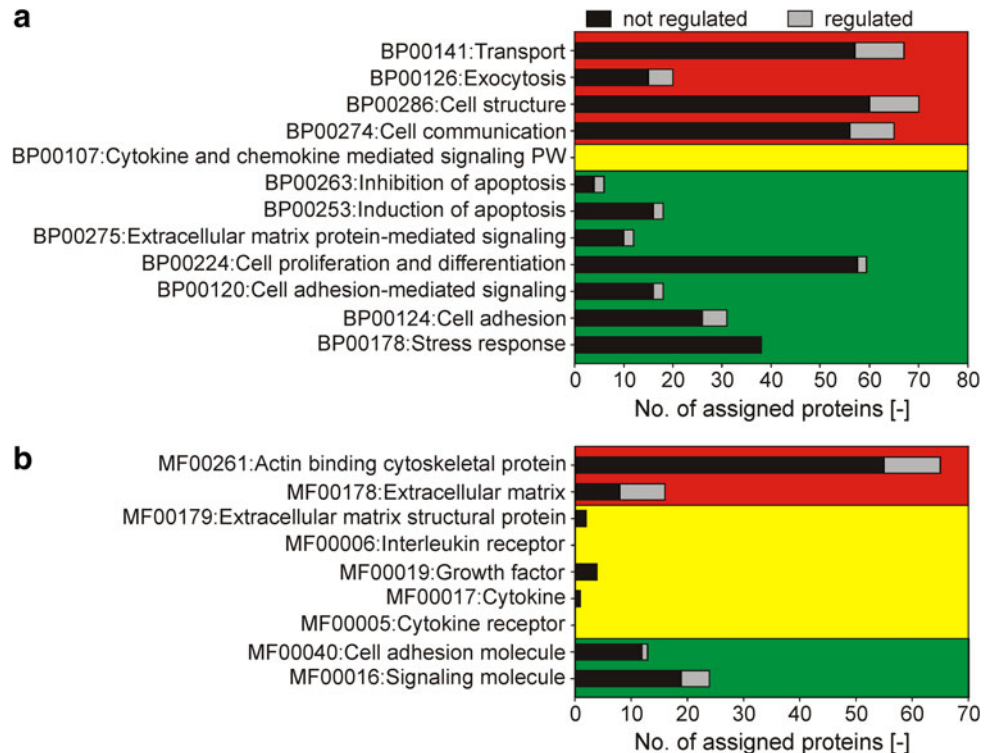 a
not regulated regulated
BP00141:Transport
BP00126:Exocytosis
BP00286:Cell structure
BP00274:Cell communication
BP00107:Cytokine and chemokine mediated signaling PW
BP00263:Inhibition of apoptosis
BP00253:Induction of apoptosis
BP00275:Extracellular matrix protein-mediated signaling
BP00224:Cell proliferation and differentiation
BP00120:Cell adhesion-mediated signaling
BP00124:Cell adhesion
BP00178:Stress response
0 10 20 30 40 50 60 70 80
No. of assigned proteins [-]
b
MF00261:Actin binding cytoskeletal protein
MF00178:Extracellular matrix
MF00179:Extracellular matrix structural protein
MF00006:Interleukin receptor
MF00019:Growth factor
MF00017:Cytokine
MF00005:Cytokine receptor
MF00040:Cell adhesion molecule
MF00016:Signaling molecule
0 10 20 30 40 50 60 70
No. of assigned proteins [-]